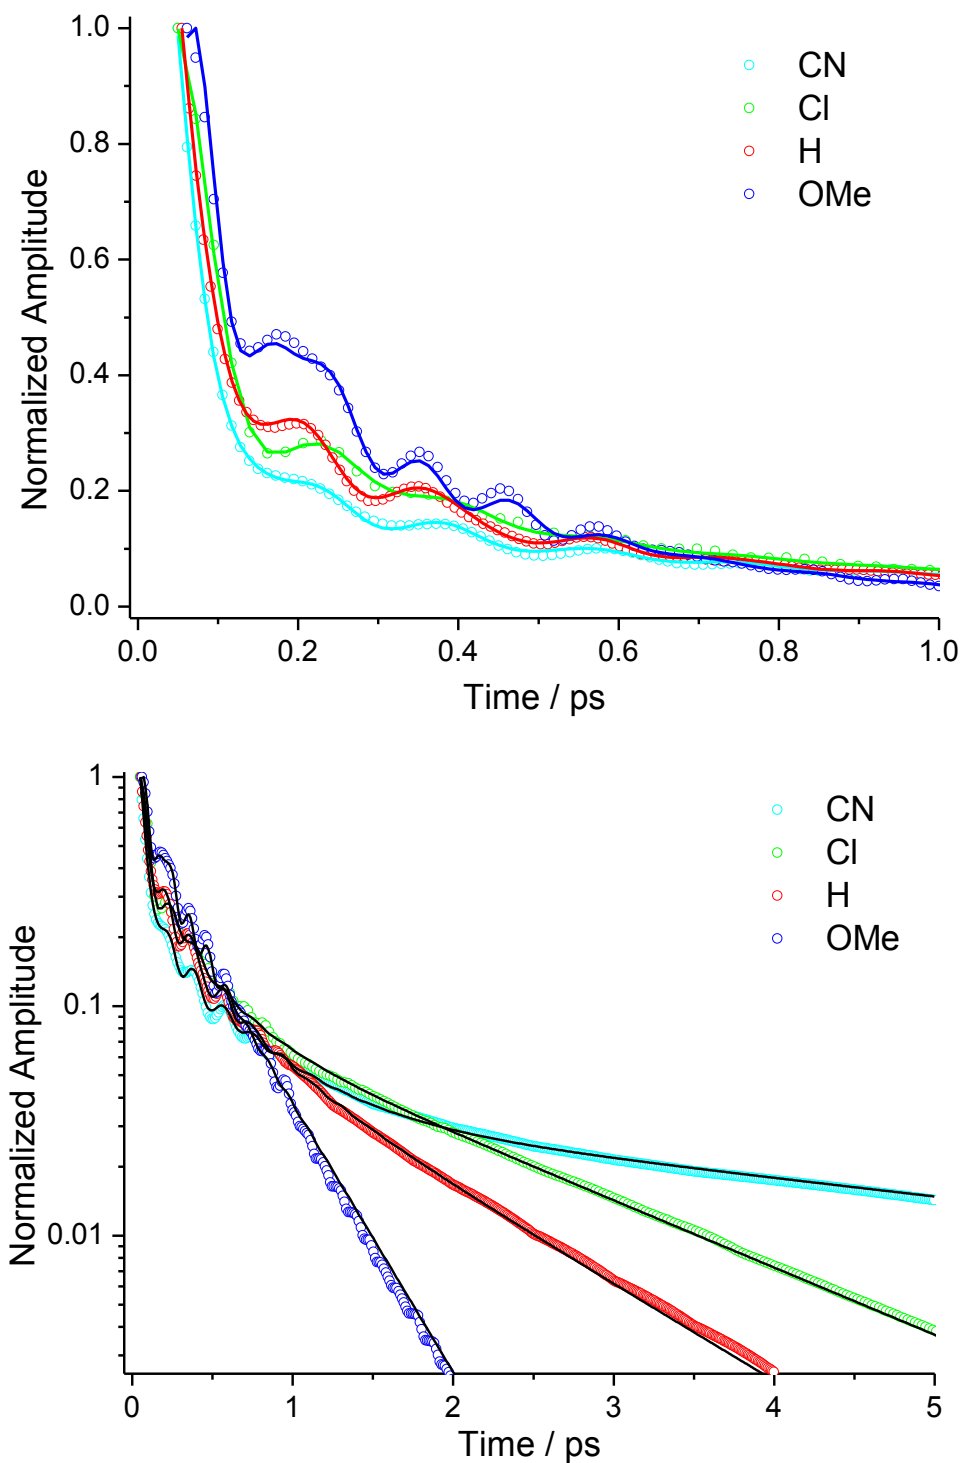 Normalized Amplitude
1.0
0.8
0.6
0.4
0.2
0.0
CN
Cl
H
OMe
0.0 0.2 0.4 0.6 0.8 1.0
Time / ps
Normalized Amplitude
1
0.1
0.01
CN
Cl
H
OMe
0 1 2 3 4 5
Time / ps